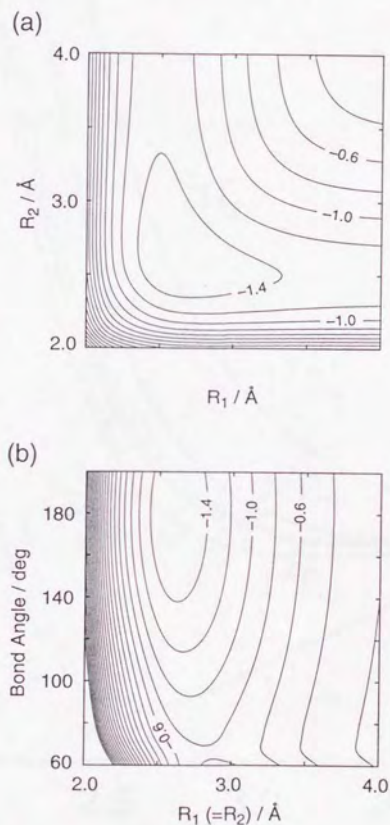 (a)
4.0
3.0
2.0
R₂ / Å
−0.6
−1.0
−1.4
−1.0
R₁ / Å
(b)
180
140
100
60
Bond Angle / deg
−1.4
−1.0
−0.6
−0.6
2.0 3.0 4.0
R₁ (=R₂) / Å